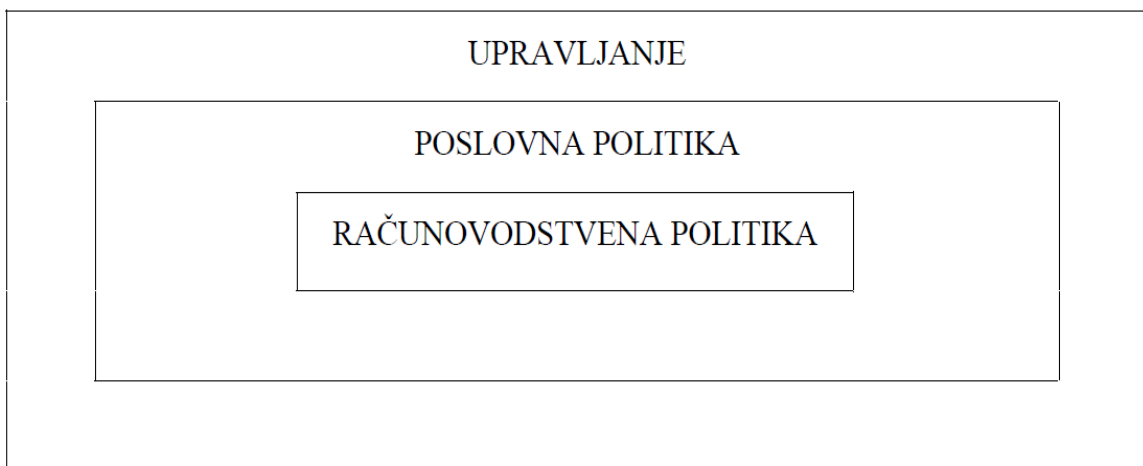 UPRAVLJANJE
POSLOVNA POLITIKA
RAČUNOVODSTVENA POLITIKA